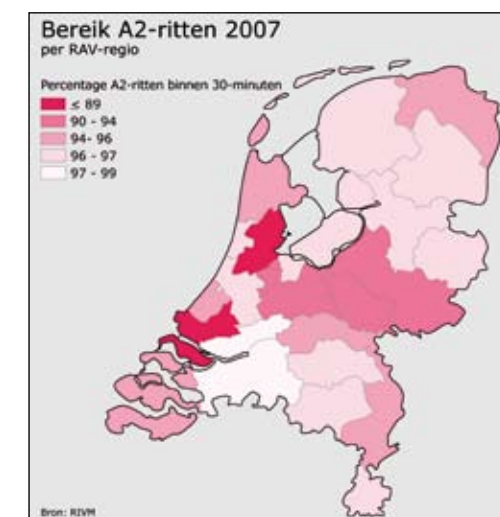 Bereik A2-ritten 2007
per RAV-regio
Percentage A2-ritten binnen 30-minuten
≤ 89
90 - 94
94- 96
96 - 97
97 - 99
Bron: RIVM